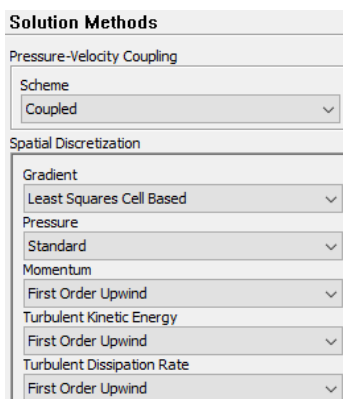 Solution Methods
Pressure-Velocity Coupling
Scheme
Coupled
Spatial Discretization
Gradient
Least Squares Cell Based
Pressure
Standard
Momentum
First Order Upwind
Turbulent Kinetic Energy
First Order Upwind
Turbulent Dissipation Rate
First Order Upwind